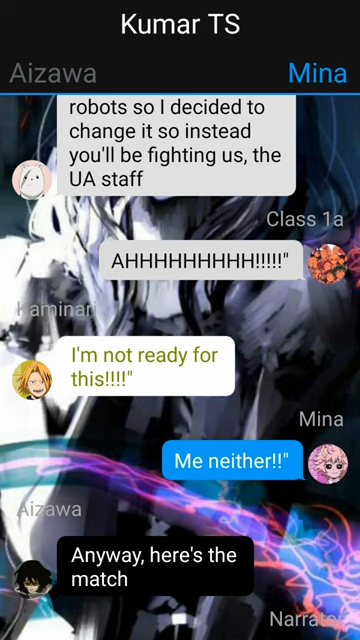 Kumar TS
Aizawa
Mina
robots so I decided to
change it so instead
you'll be fighting us, the
UA staff
Class 1a
AHHHHHHHHH!!!!!"
Kaminari
I'm not ready for
this!!!!"
Mina
Me neither!!"
Aizawa
Anyway, here's the
match
Narrator